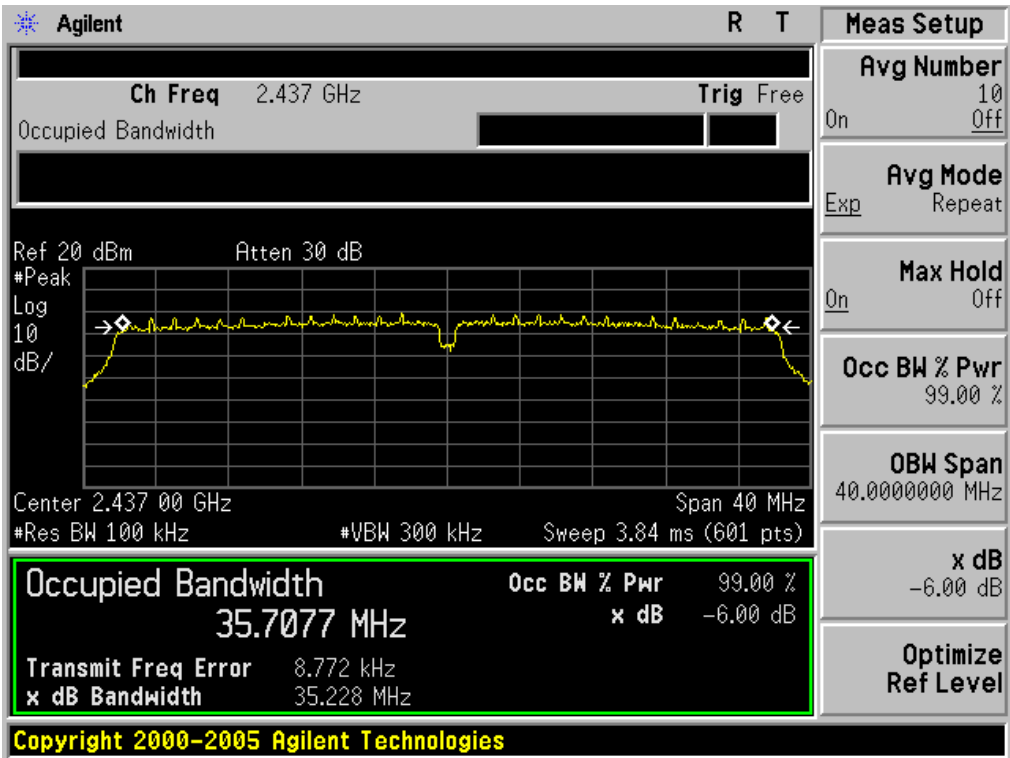 Agilent R T
Ch Freq 2.437 GHz Trig Free
Occupied Bandwidth
Ref 20 dBm Atten 30 dB
#Peak
Log
10
dB/
Center 2.437 00 GHz Span 40 MHz
#Res BW 100 kHz #VBW 300 kHz Sweep 3.84 ms (601 pts)
Occupied Bandwidth Occ BW % Pwr 99.00 %
35.7077 MHz x dB -6.00 dB
Transmit Freq Error 8.772 kHz
x dB Bandwidth 35.228 MHz
Copyright 2000-2005 Agilent Technologies
Meas Setup
Avg Number
10
On Off
Avg Mode
Exp Repeat
Max Hold
On Off
Occ BW % Pwr
99.00 %
OBW Span
40.0000000 MHz
x dB
-6.00 dB
Optimize
Ref Level